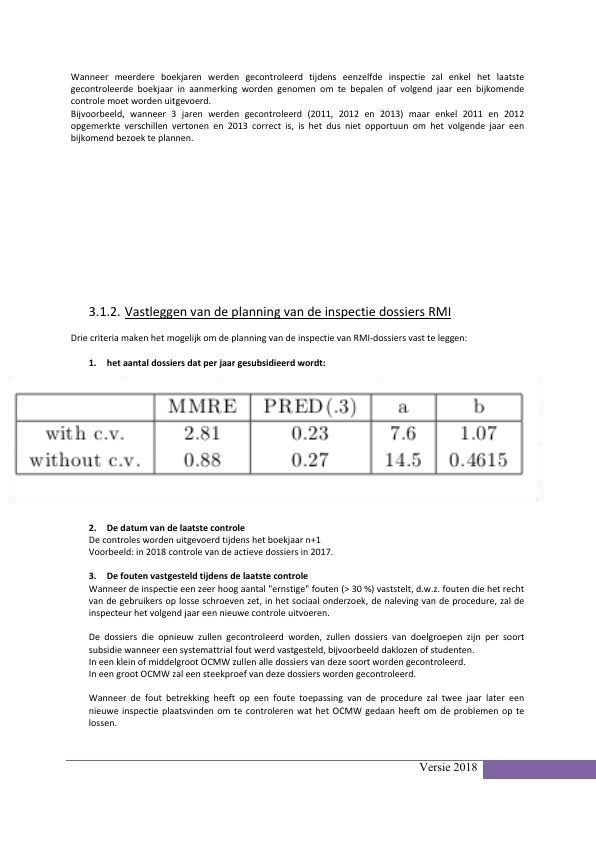 Wanneer meerdere boekjaren werden gecontroleerd tijdens eenzelfde inspectie zal enkel het laatste
gecontroleerde boekjaar in aanmerking worden genomen om te bepalen of volgend jaar een bijkomende
controle moet worden uitgevoerd.
Bijvoorbeeld, wanneer 3 jaren werden gecontroleerd (2011, 2012 en 2013) maar enkel 2011 en 2012
opgemerkte verschillen vertonen en 2013 correct is, is het dus niet opportuun om het volgende jaar een
bijkomend bezoek te plannen.
3.1.2. Vastleggen van de planning van de inspectie dossiers RMI
Drie criteria maken het mogelijk om de planning van de inspectie van RMI-dossiers vast te leggen:
1. het aantal dossiers dat per jaar gesubsidieerd wordt:
MMRE PRED(.3) a b
with c.v. 2.81 0.23 7.6 1.07
without c.v. 0.88 0.27 14.5 0.4615
2. De datum van de laatste controle
De controles worden uitgevoerd tijdens het boekjaar n+1
Voorbeeld: in 2018 controle van de actieve dossiers in 2017.
3. De fouten vastgesteld tijdens de laatste controle
Wanneer de inspectie een zeer hoog aantal "ernstige" fouten (> 30 %) vaststelt, d.w.z. fouten die het recht
van de gebruikers op losse schroeven zet, in het sociaal onderzoek, de naleving van de procedure, zal de
inspecteur het volgend jaar een nieuwe controle uitvoeren.
De dossiers die opnieuw zullen gecontroleerd worden, zullen dossiers van doelgroepen zijn per soort
subsidie wanneer een systemattrial fout werd vastgesteld, bijvoorbeeld daklozen of studenten.
In een klein of middelgroot OCMW zullen alle dossiers van deze soort worden gecontroleerd.
In een groot OCMW zal een steekproef van deze dossiers worden gecontroleerd.
Wanneer de fout betrekking heeft op een foute toepassing van de procedure zal twee jaar later een
nieuwe inspectie plaatsvinden om te controleren wat het OCMW gedaan heeft om de problemen op te
lossen.
Versie 2018